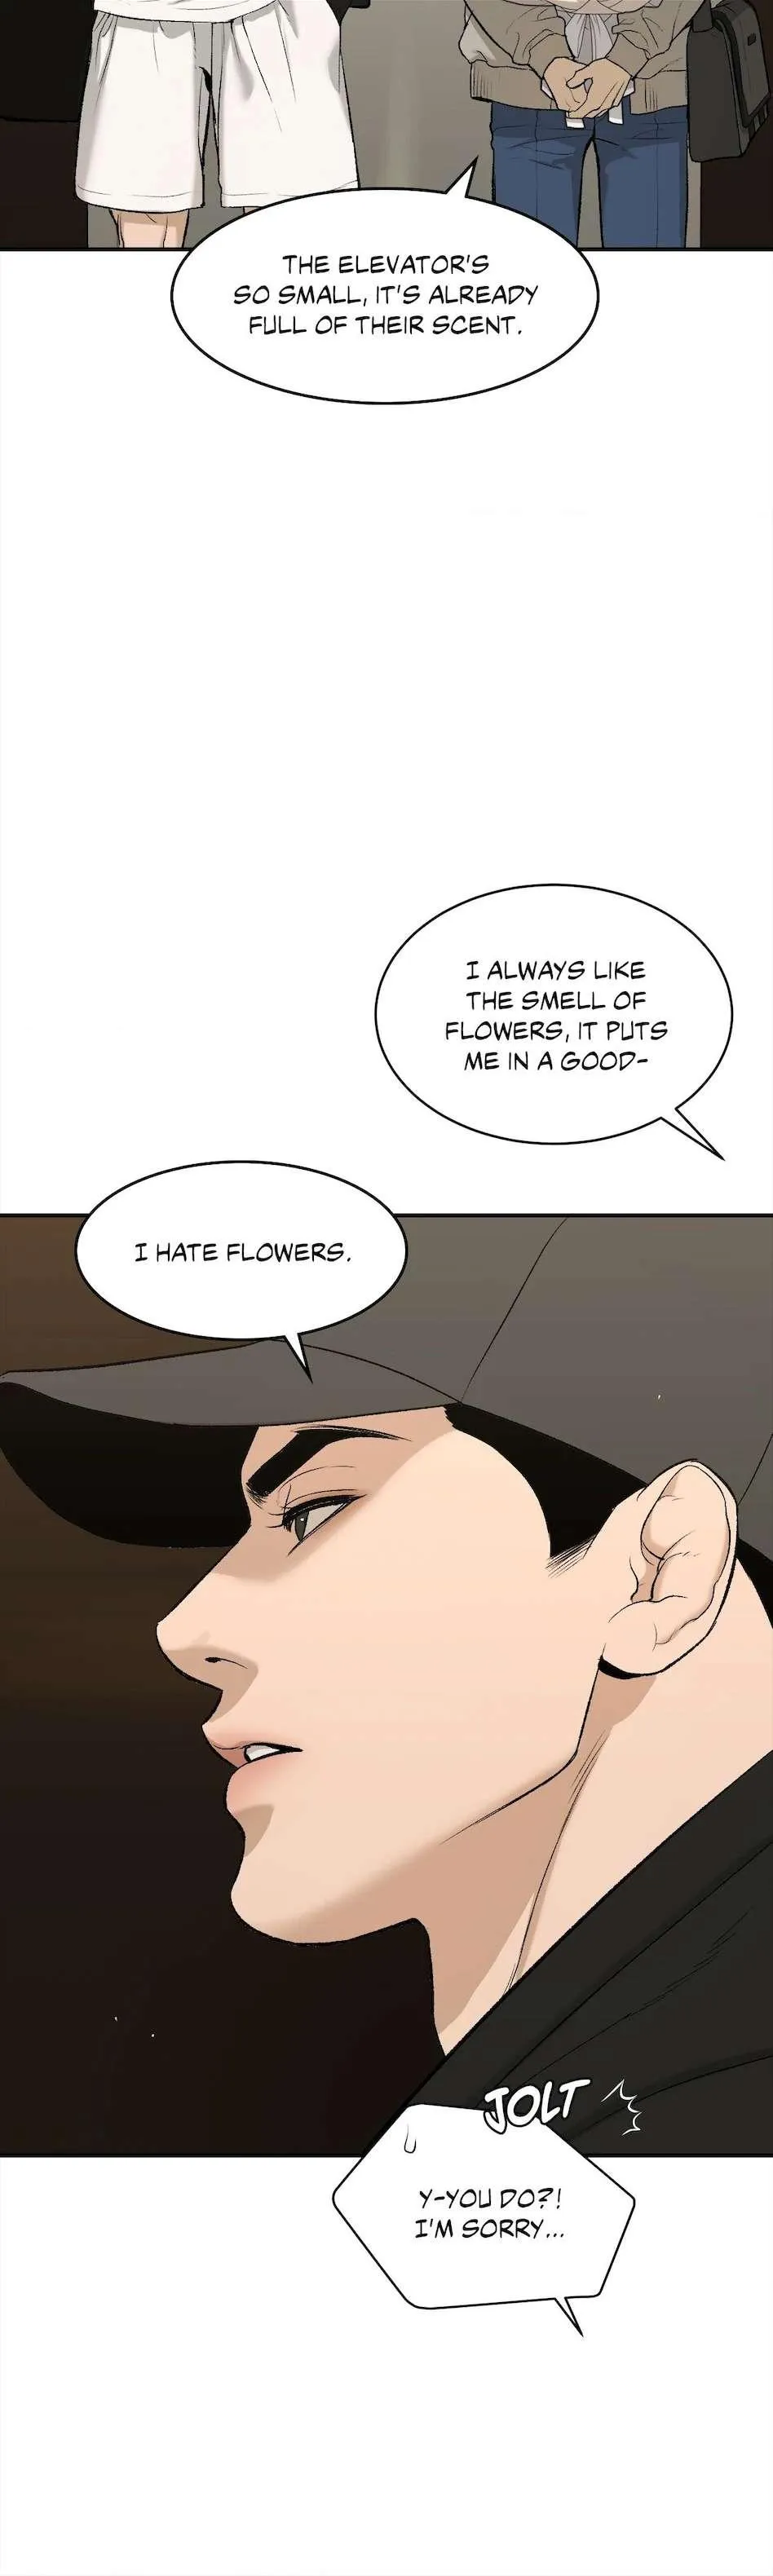 THE ELEVATOR'S
SO SMALL, IT'S ALREADY
FULL OF THEIR SCENT.
I ALWAYS LIKE
THE SMELL OF
FLOWERS, IT PUTS
ME IN A GOOD-
I HATE FLOWERS.
JOLT
Y-YOU DO?!
I'M SORRY...